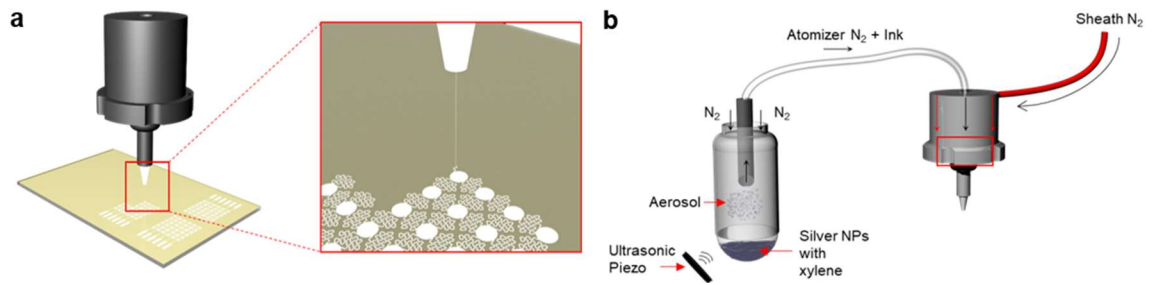 a
b
Sheath N2
Atomizer N2 + Ink
N2
N2
Aerosol
Ultrasonic
Piezo
Silver NPs
with
xylene